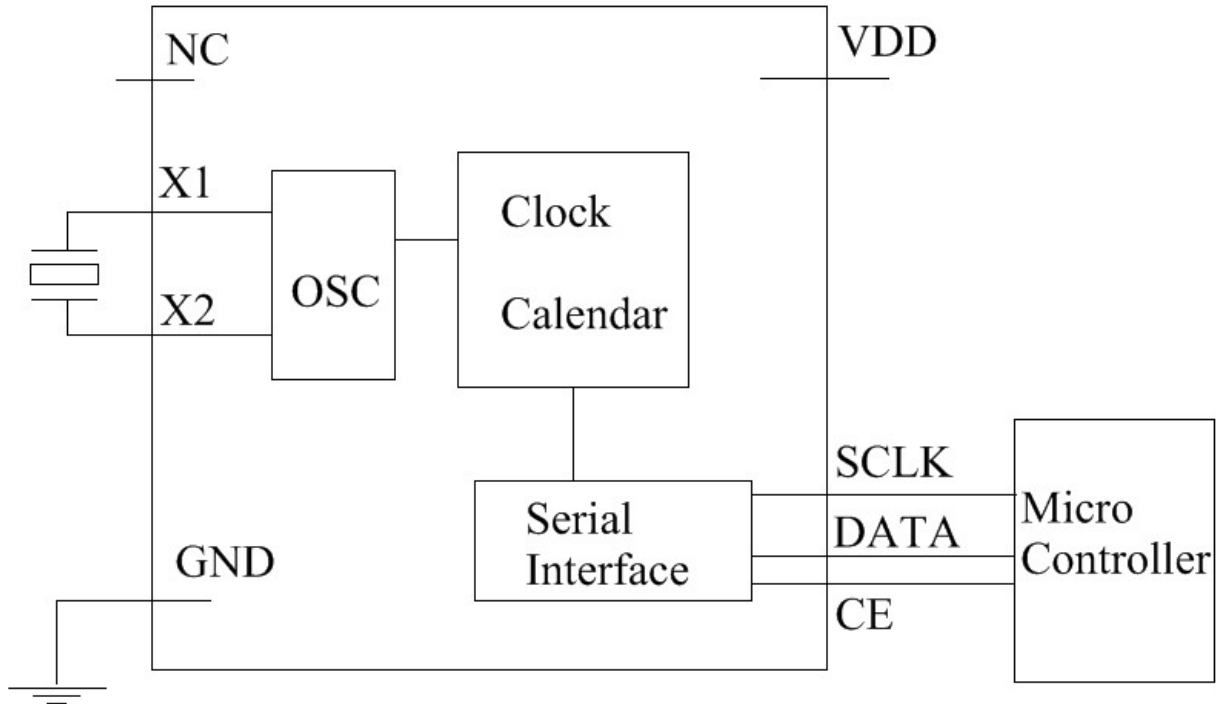 NC
VDD
X1
Clock
OSC
X2
Calendar
SCLK
Serial
Interface
DATA
Micro
Controller
GND
CE